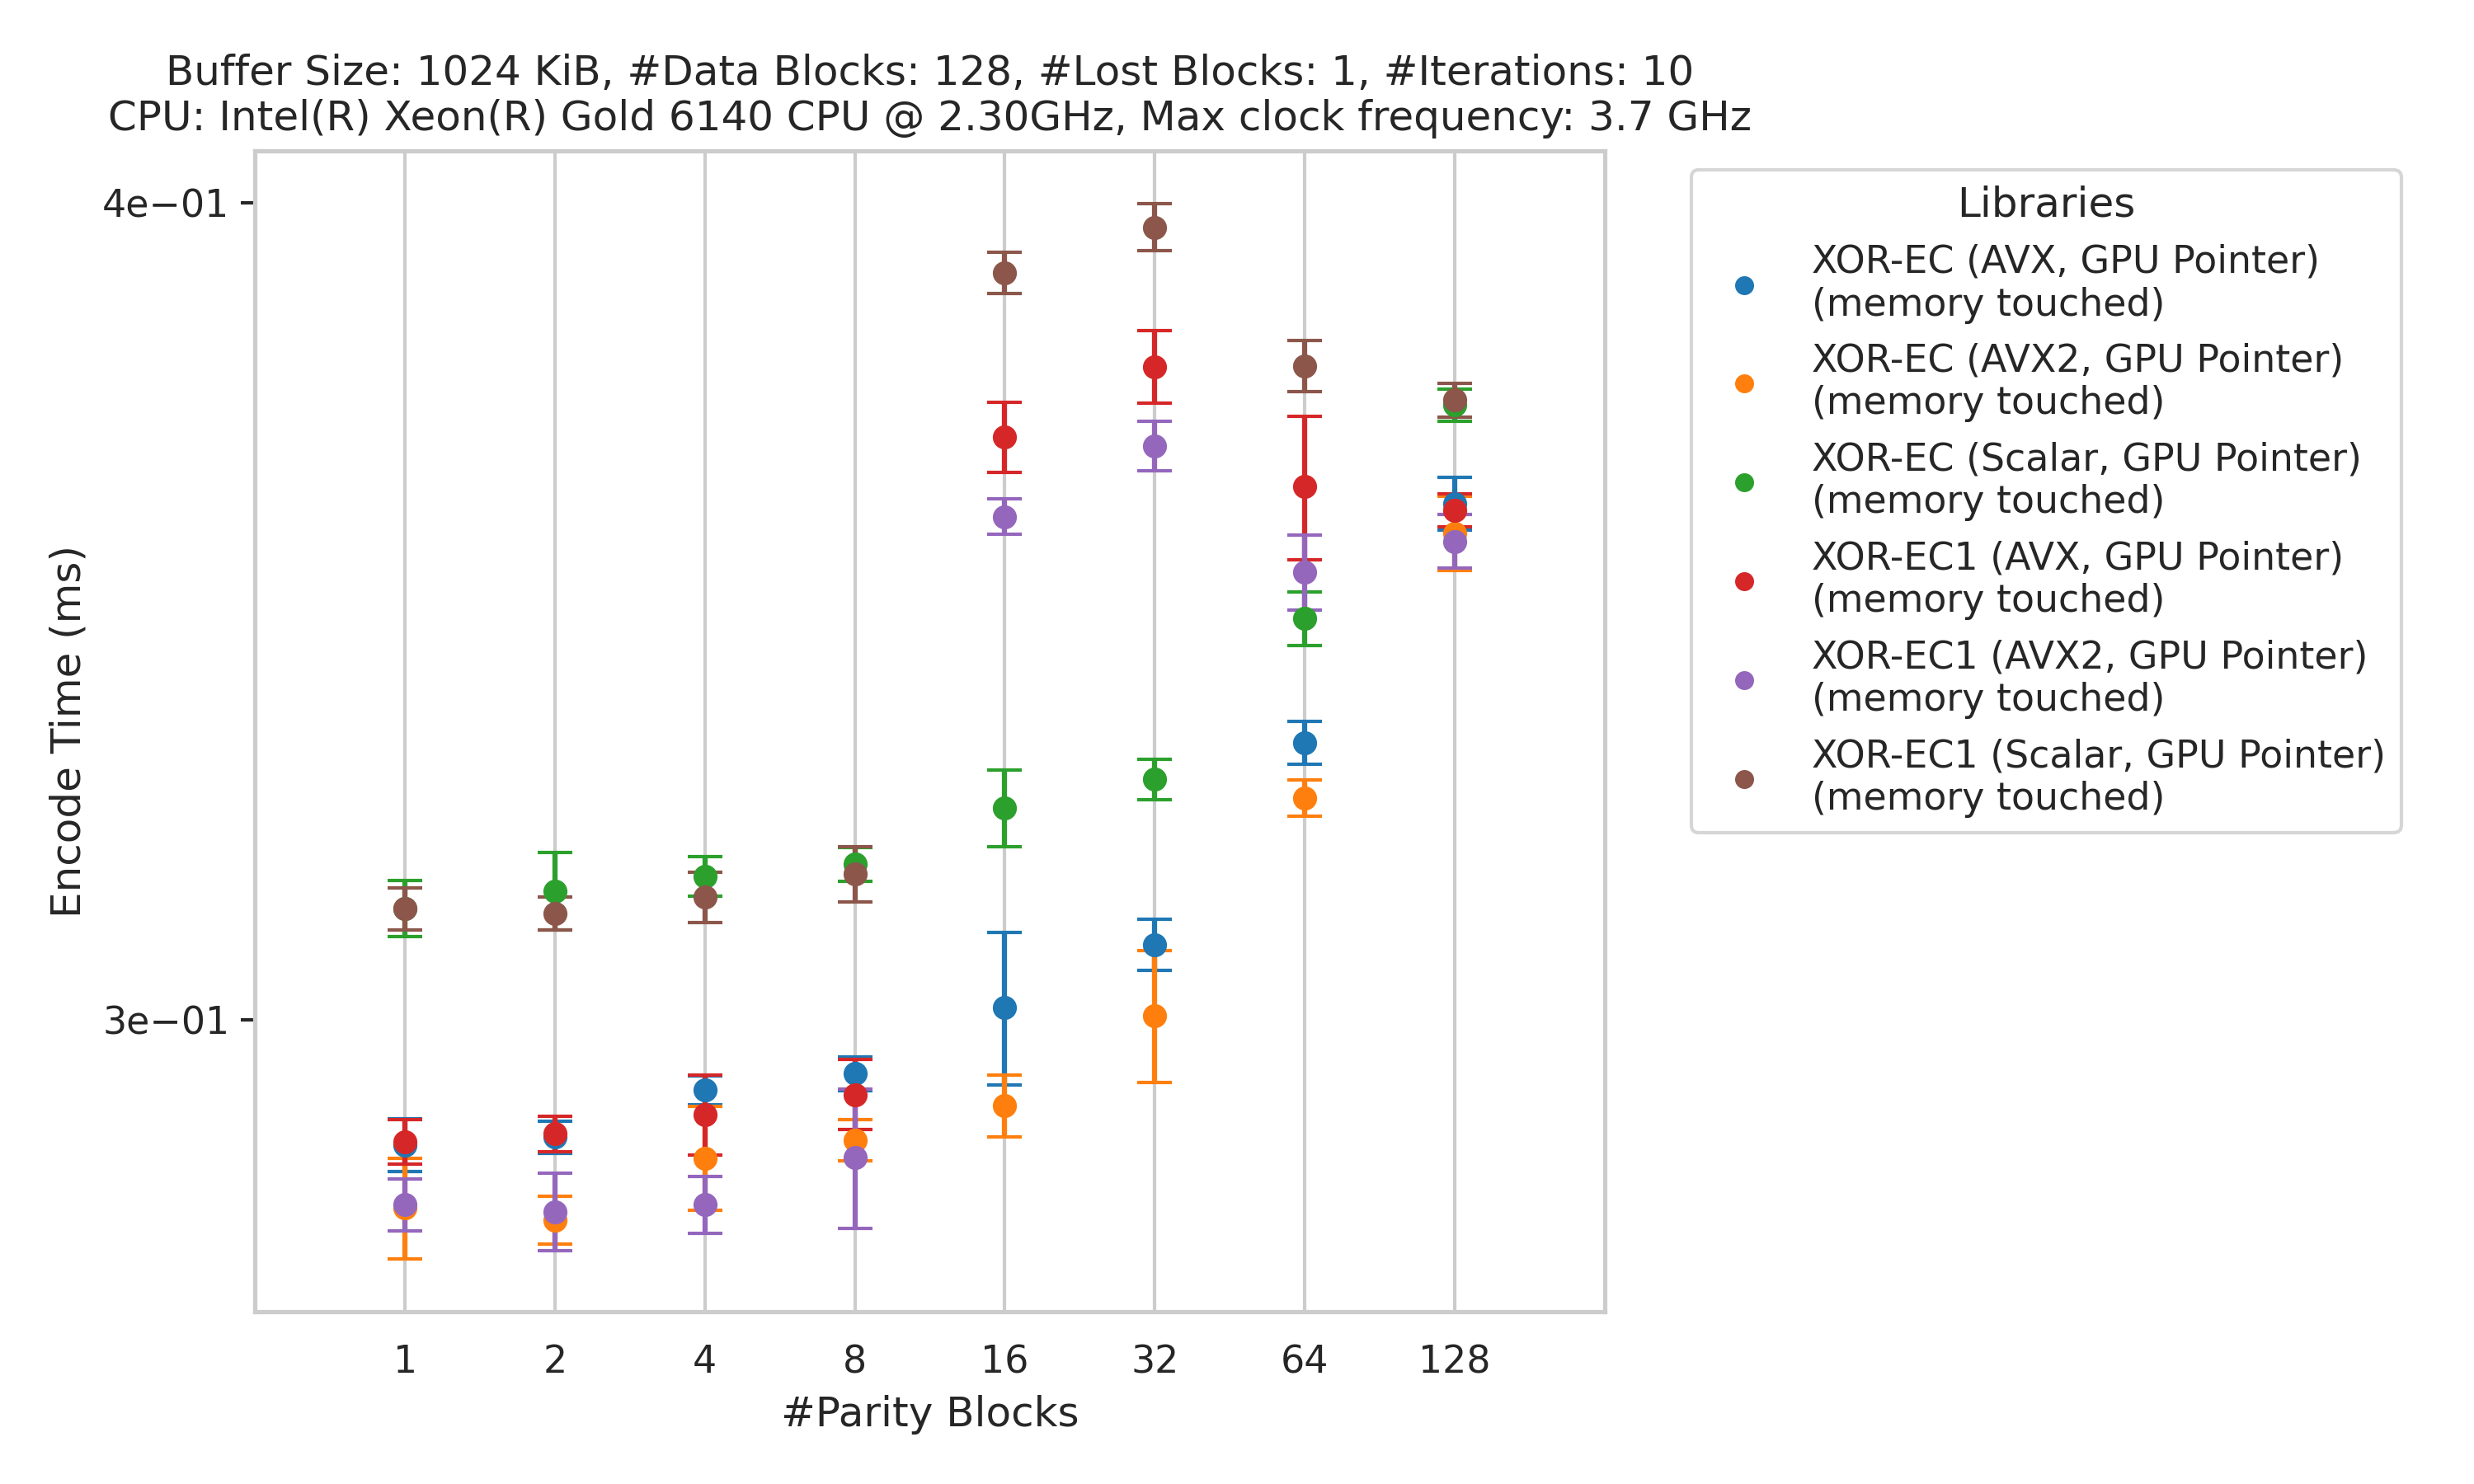 Buffer Size: 1024 KiB, #Data Blocks: 128, #Lost Blocks: 1, #Iterations: 10
CPU: Intel(R) Xeon(R) Gold 6140 CPU @ 2.30GHz, Max clock frequency: 3.7 GHz
4e−01
3e−01
Encode Time (ms)
1
2
4
8
16
32
64
128
#Parity Blocks
Libraries
XOR-EC (AVX, GPU Pointer)
(memory touched)
XOR-EC (AVX2, GPU Pointer)
(memory touched)
XOR-EC (Scalar, GPU Pointer)
(memory touched)
XOR-EC1 (AVX, GPU Pointer)
(memory touched)
XOR-EC1 (AVX2, GPU Pointer)
(memory touched)
XOR-EC1 (Scalar, GPU Pointer)
(memory touched)